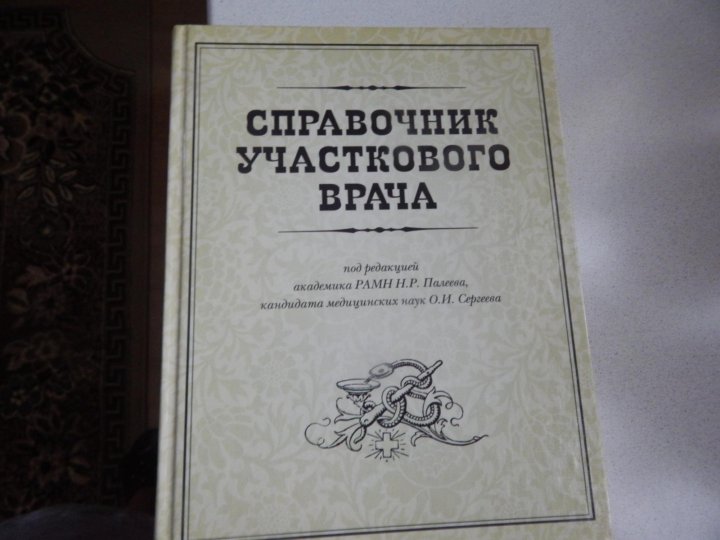 СПРАВОЧНИК
УЧАСТКОВОГО
ВРАЧА
под редакцией
академика РАМН Н.Р. Палеева,
кандидата медицинских наук О.И. Сергеева